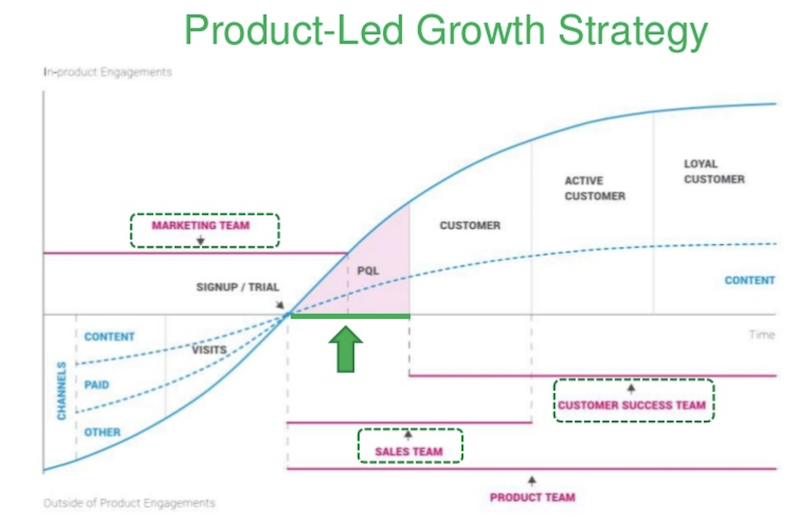 Product-Led Growth Strategy
In-product Engagements
MARKETING TEAM
SIGNUP / TRIAL
PQL
CUSTOMER
ACTIVE
CUSTOMER
LOYAL
CUSTOMER
CONTENT
Time
CHANNELS
CONTENT
VISITS
PAID
OTHER
CUSTOMER SUCCESS TEAM
SALES TEAM
PRODUCT TEAM
Outside of Product Engagements